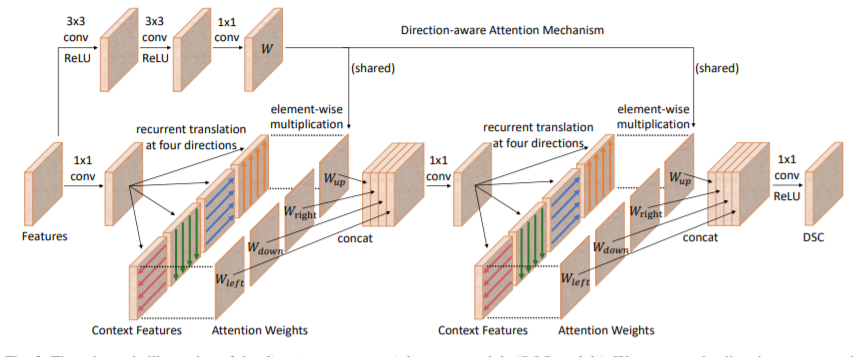 3x3
conv
ReLU
3x3
conv
ReLU
1x1
conv
W
Direction-aware Attention Mechanism
(shared)
(shared)
Features
1x1
conv
recurrent translation
at four directions
element-wise
multiplication
W_up
W_right
W_down
W_left
concat
Context Features
Attention Weights
1x1
conv
recurrent translation
at four directions
element-wise
multiplication
W_up
W_right
W_down
W_left
concat
Context Features
Attention Weights
1x1
conv
ReLU
DSC